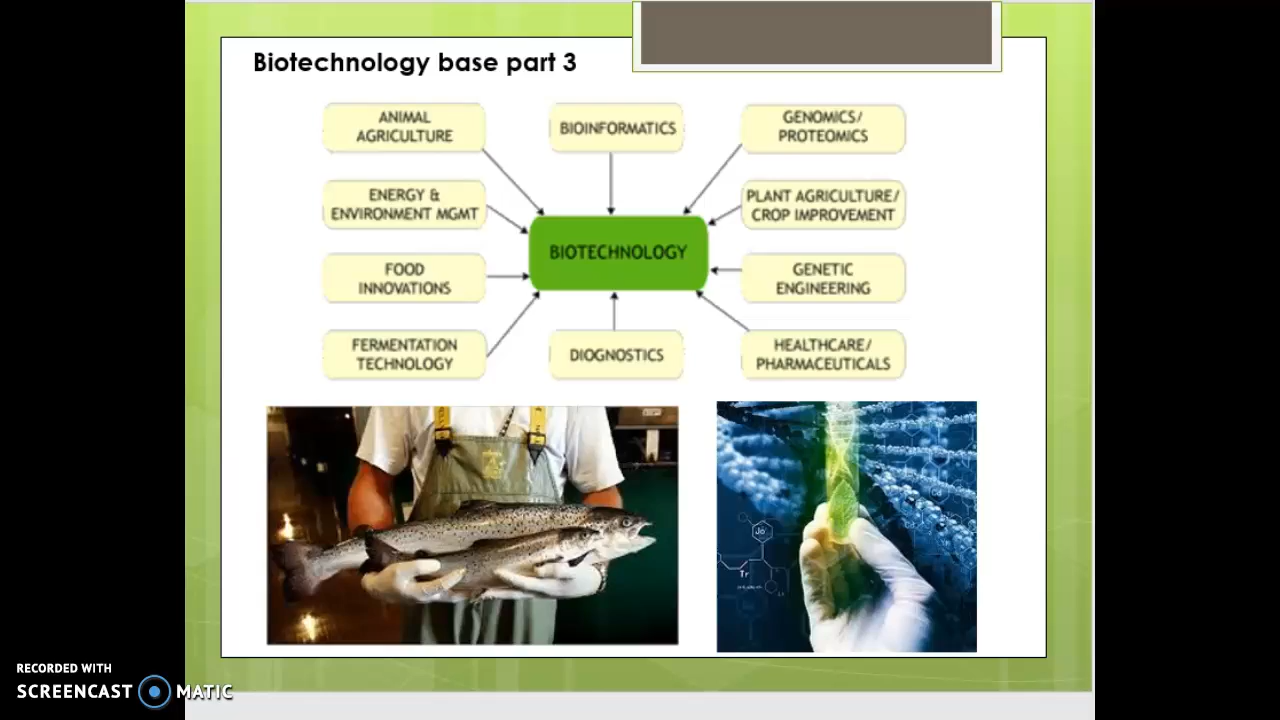 Biotechnology base part 3
ANIMAL
AGRICULTURE
BIOINFORMATICS
GENOMICS/
PROTEOMICS
ENERGY &
ENVIRONMENT MGMT
PLANT AGRICULTURE/
CROP IMPROVEMENT
BIOTECHNOLOGY
FOOD
INNOVATIONS
GENETIC
ENGINEERING
FERMENTATION
TECHNOLOGY
DIOGNOSTICS
HEALTHCARE/
PHARMACEUTICALS
Tr
RECORDED WITH
SCREENCAST MATIC